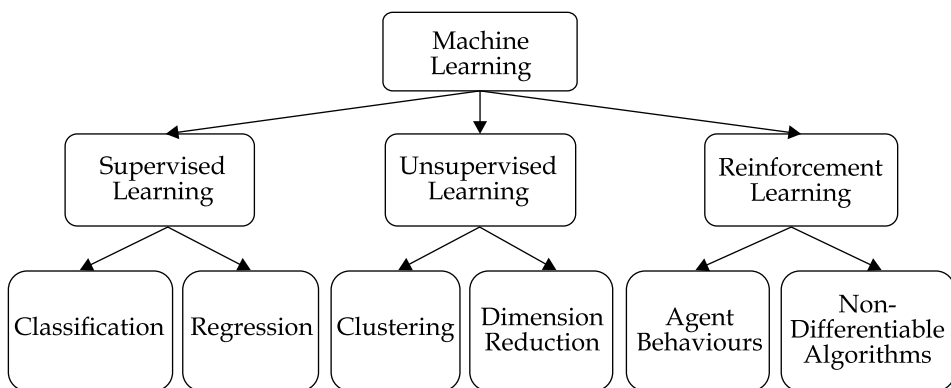 Machine
Learning
Supervised
Learning
Unsupervised
Learning
Reinforcement
Learning
Classification
Regression
Clustering
Dimension
Reduction
Agent
Behaviours
Non-
Differentiable
Algorithms